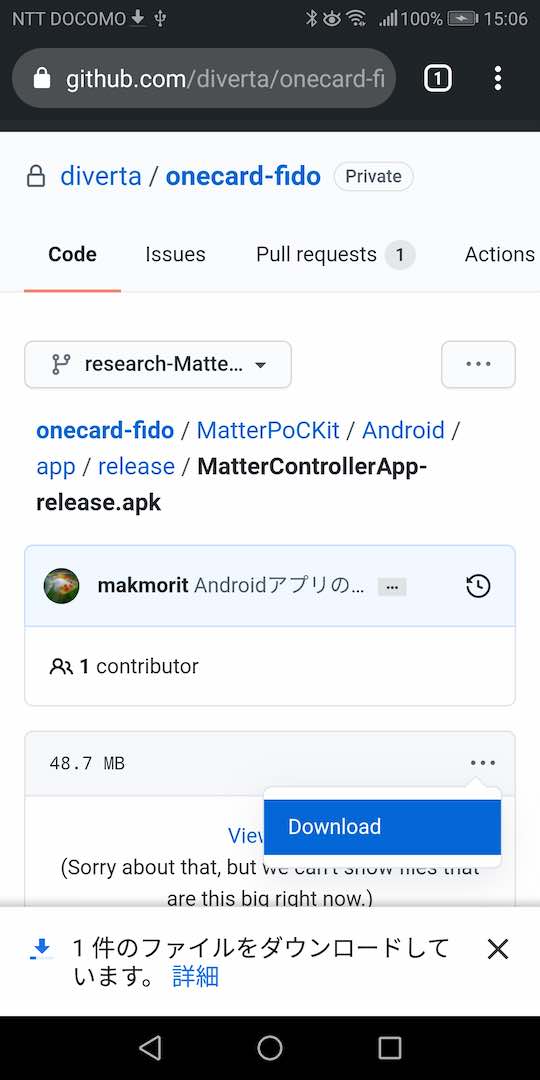 NTT DOCOMO 100% 15:06
github.com/diverta/onecard-fi 1
diverta / onecard-fido Private
Code Issues Pull requests 1 Actions
research-Matte...
onecard-fido / MatterPoCKit / Android /
app / release / MatterControllerApp-
release.apk
makmorit Androidアプリの...
1 contributor
48.7 MB
Download
(Sorry about that, but we can't show files that
are this big right now.)
1 件のファイルをダウンロードして
います。 詳細